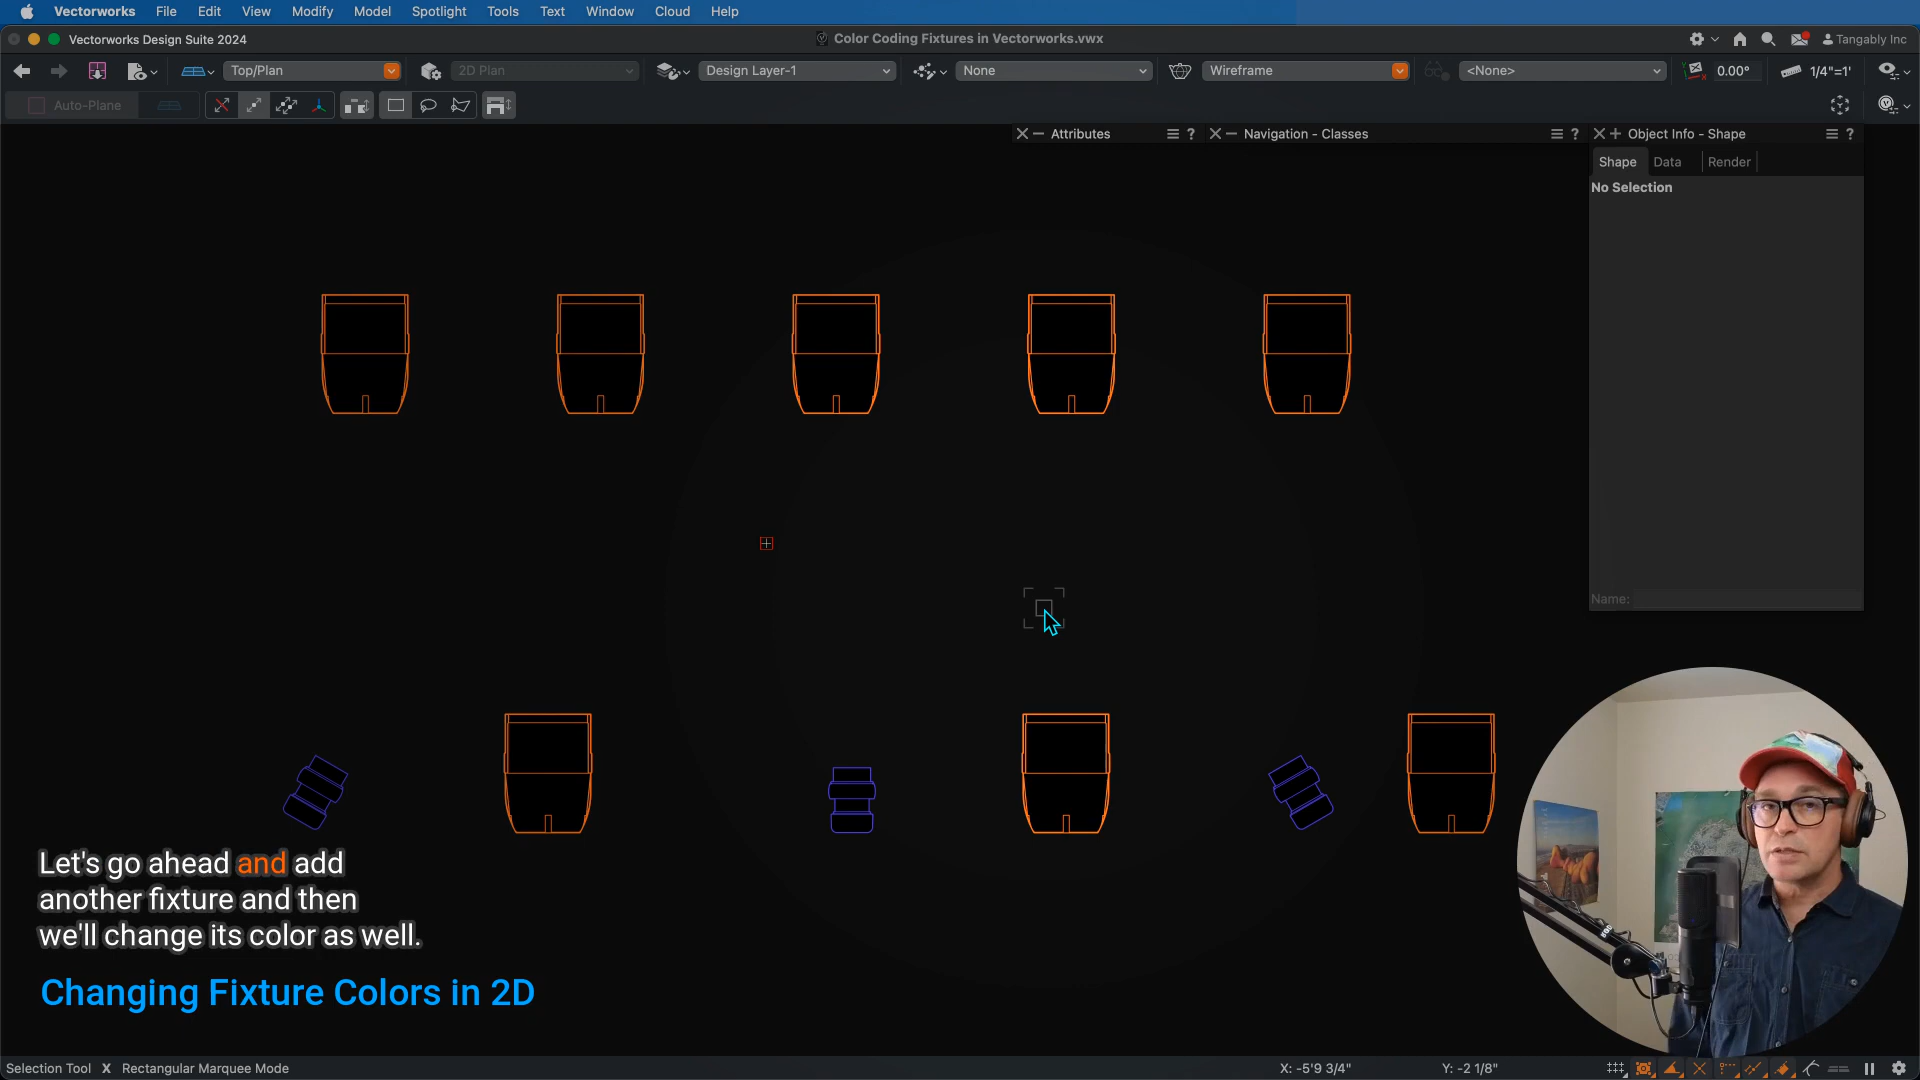 Vectorworks File Edit View Modify Model Spotlight Tools Text Window Cloud Help
Vectorworks Design Suite 2024
Color Coding Fixtures in Vectorworks.vwx
Tangably Inc
Top/Plan
2D Plan
Design Layer-1
None
Wireframe
<None>
0.00°
1/4"=1'
Auto-Plane
Attributes
?
Navigation - Classes
?
Object Info - Shape
?
Shape Data Render
No Selection
Name:
Let's go ahead and add
another fixture and then
we'll change its color as well.
Changing Fixture Colors in 2D
Selection Tool X Rectangular Marquee Mode
X: -5'9 3/4"
Y: -2 1/8"